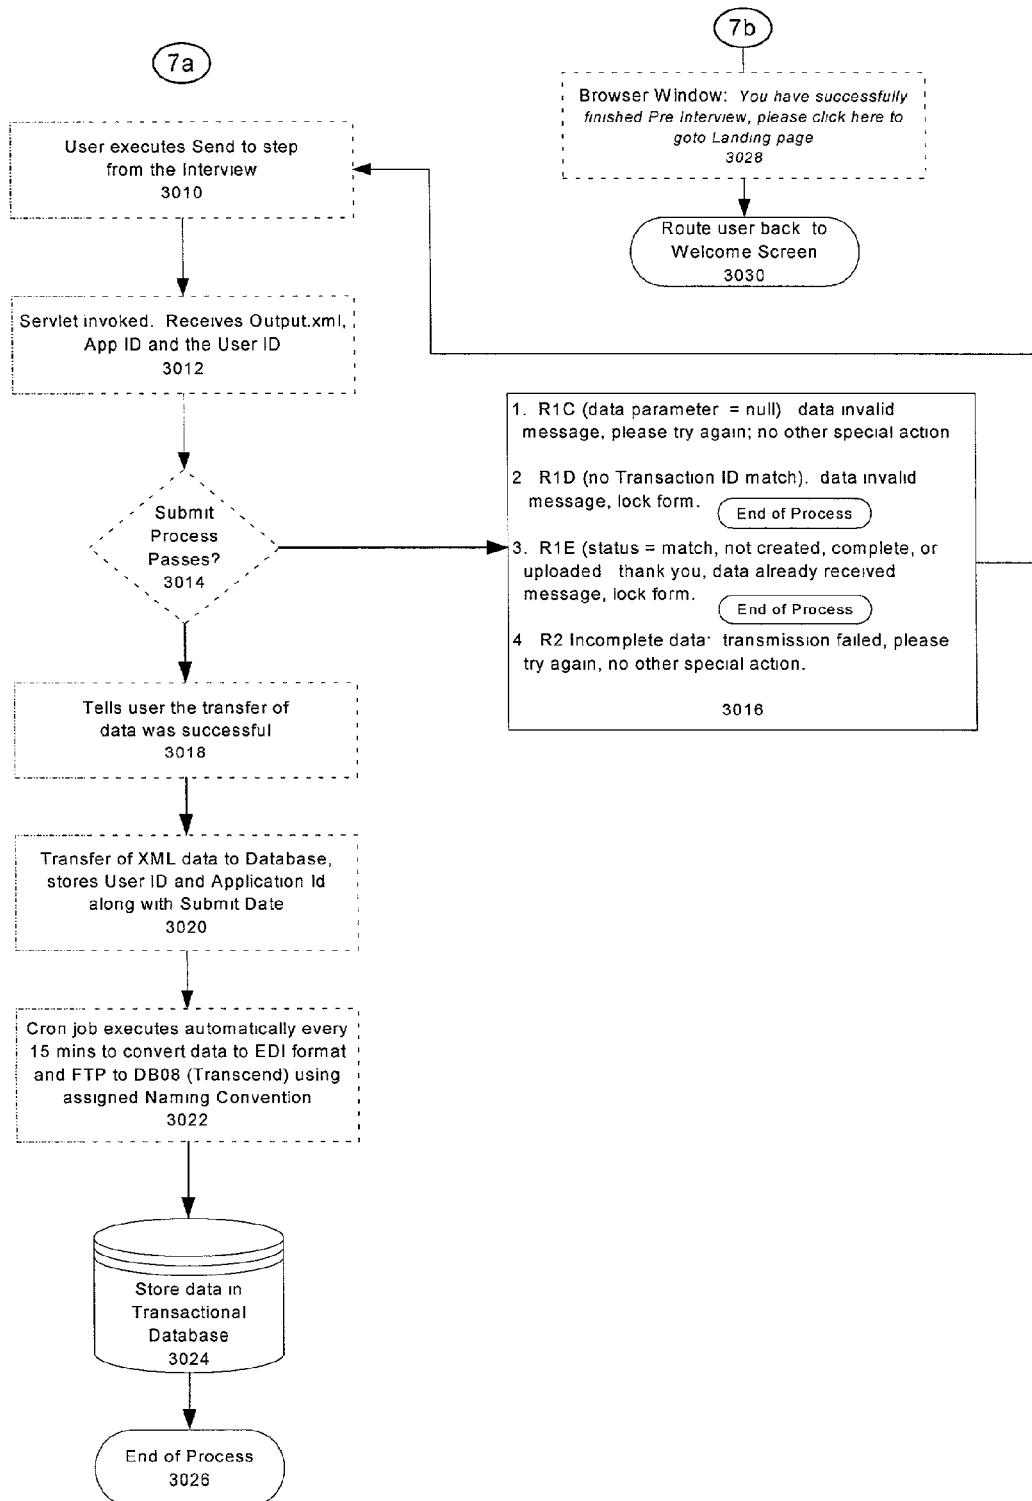 7a
User executes Send to step
from the Interview
3010
Servlet invoked. Receives Output.xml,
App ID and the User ID
3012
Submit
Process
Passes?
3014
Tells user the transfer of
data was successful
3018
Transfer of XML data to Database,
stores User ID and Application Id
along with Submit Date
3020
Cron job executes automatically every
15 mins to convert data to EDI format
and FTP to DB08 (Transcend) using
assigned Naming Convention
3022
Store data in
Transactional
Database
3024
End of Process
3026
7b
Browser Window: You have successfully
finished Pre Interview, please click here to
goto Landing page
3028
Route user back to
Welcome Screen
3030
1. R1C (data parameter = null) data invalid
message, please try again; no other special action
2 R1D (no Transaction ID match). data invalid
message, lock form.
End of Process
3. R1E (status = match, not created, complete, or
uploaded thank you, data already received
message, lock form.
End of Process
4 R2 Incomplete data: transmission failed, please
try again, no other special action.
3016